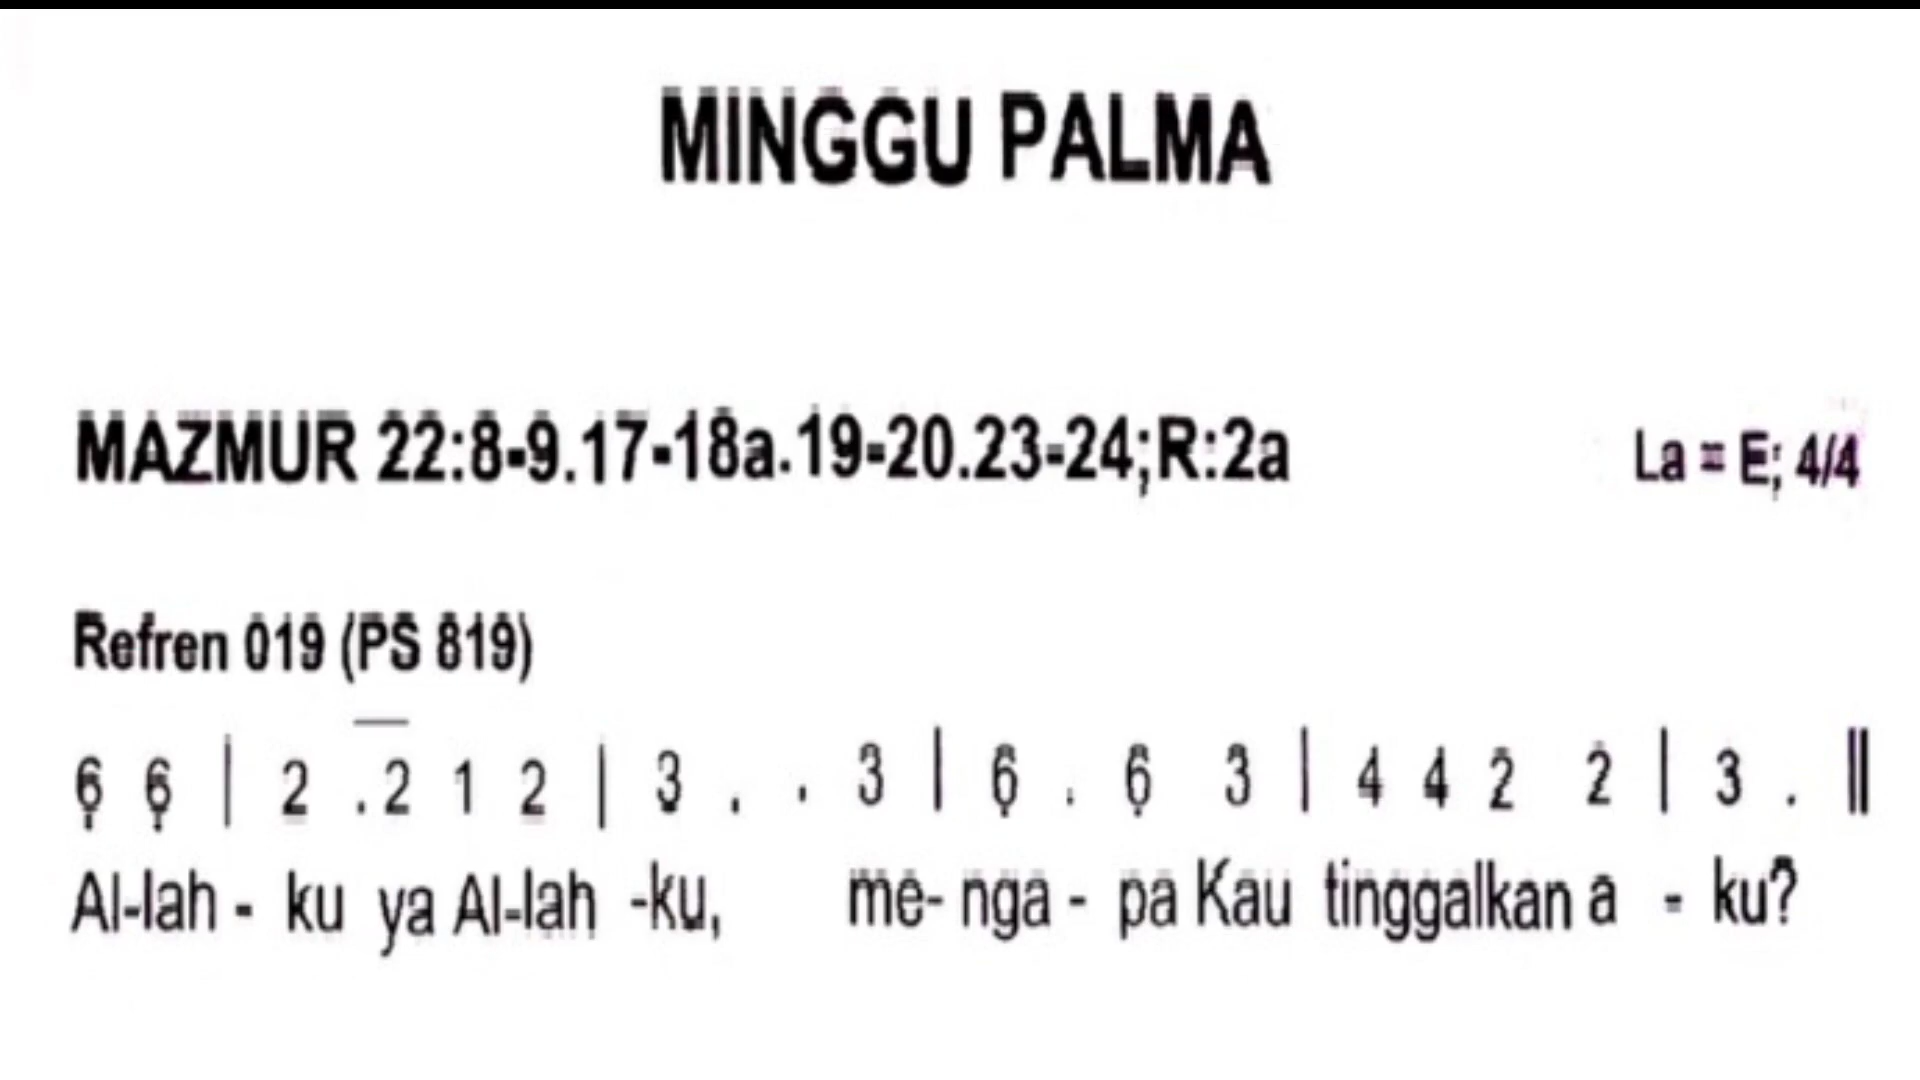 MINGGU PALMA
MAZMUR 22:8-9.17-18a.19-20.23-24;R:2a
La = E; 4/4
Refren 019 (PS 819)
6̣ 6̣ | 2 .2̅ 1 2 | 3 . . 3 | 6̣ . 6̣ 3 | 4 4 2 2 | 3 . ||
Al-lah - ku ya Al-lah -ku, me- nga - pa Kau tinggalkan a - ku?